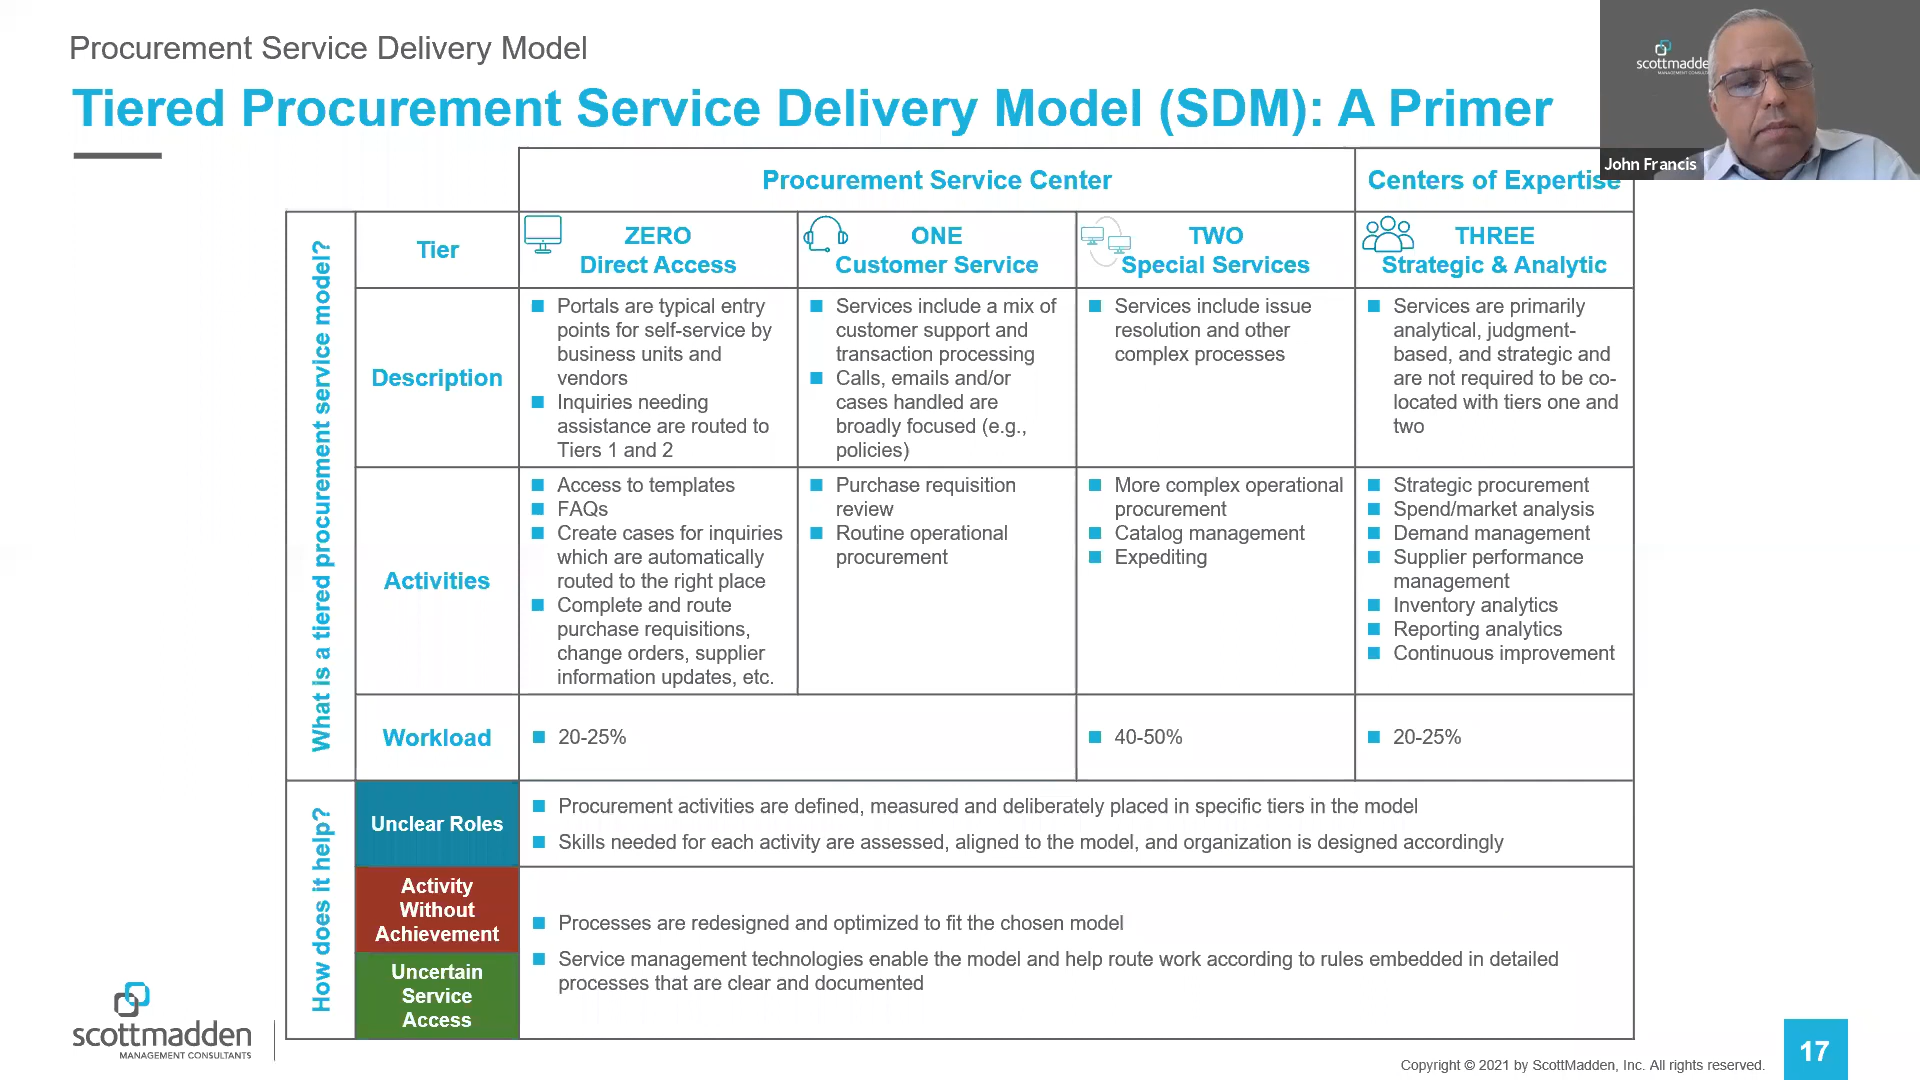 Procurement Service Delivery Model
Tiered Procurement Service Delivery Model (SDM): A Primer
scottmadde
MANAGEMENT CONSUL
John Francis
Procurement Service Center
Centers of Expertise
What is a tiered procurement service model?
Tier
ZERO
Direct Access
ONE
Customer Service
TWO
Special Services
THREE
Strategic & Analytic
Description
Portals are typical entry
points for self-service by
business units and
vendors
Inquiries needing
assistance are routed to
Tiers 1 and 2
Services include a mix of
customer support and
transaction processing
Calls, emails and/or
cases handled are
broadly focused (e.g.,
policies)
Services include issue
resolution and other
complex processes
Services are primarily
analytical, judgment-
based, and strategic and
are not required to be co-
located with tiers one and
two
Activities
Access to templates
FAQs
Create cases for inquiries
which are automatically
routed to the right place
Complete and route
purchase requisitions,
change orders, supplier
information updates, etc.
Purchase requisition
review
Routine operational
procurement
More complex operational
procurement
Catalog management
Expediting
Strategic procurement
Spend/market analysis
Demand management
Supplier performance
management
Inventory analytics
Reporting analytics
Continuous improvement
Workload
20-25%
40-50%
20-25%
How does it help?
Unclear Roles
Procurement activities are defined, measured and deliberately placed in specific tiers in the model
Skills needed for each activity are assessed, aligned to the model, and organization is designed accordingly
Activity
Without
Achievement
Uncertain
Service
Access
Processes are redesigned and optimized to fit the chosen model
Service management technologies enable the model and help route work according to rules embedded in detailed
processes that are clear and documented
scottmadden
MANAGEMENT CONSULTANTS
Copyright © 2021 by ScottMadden, Inc. All rights reserved.
17